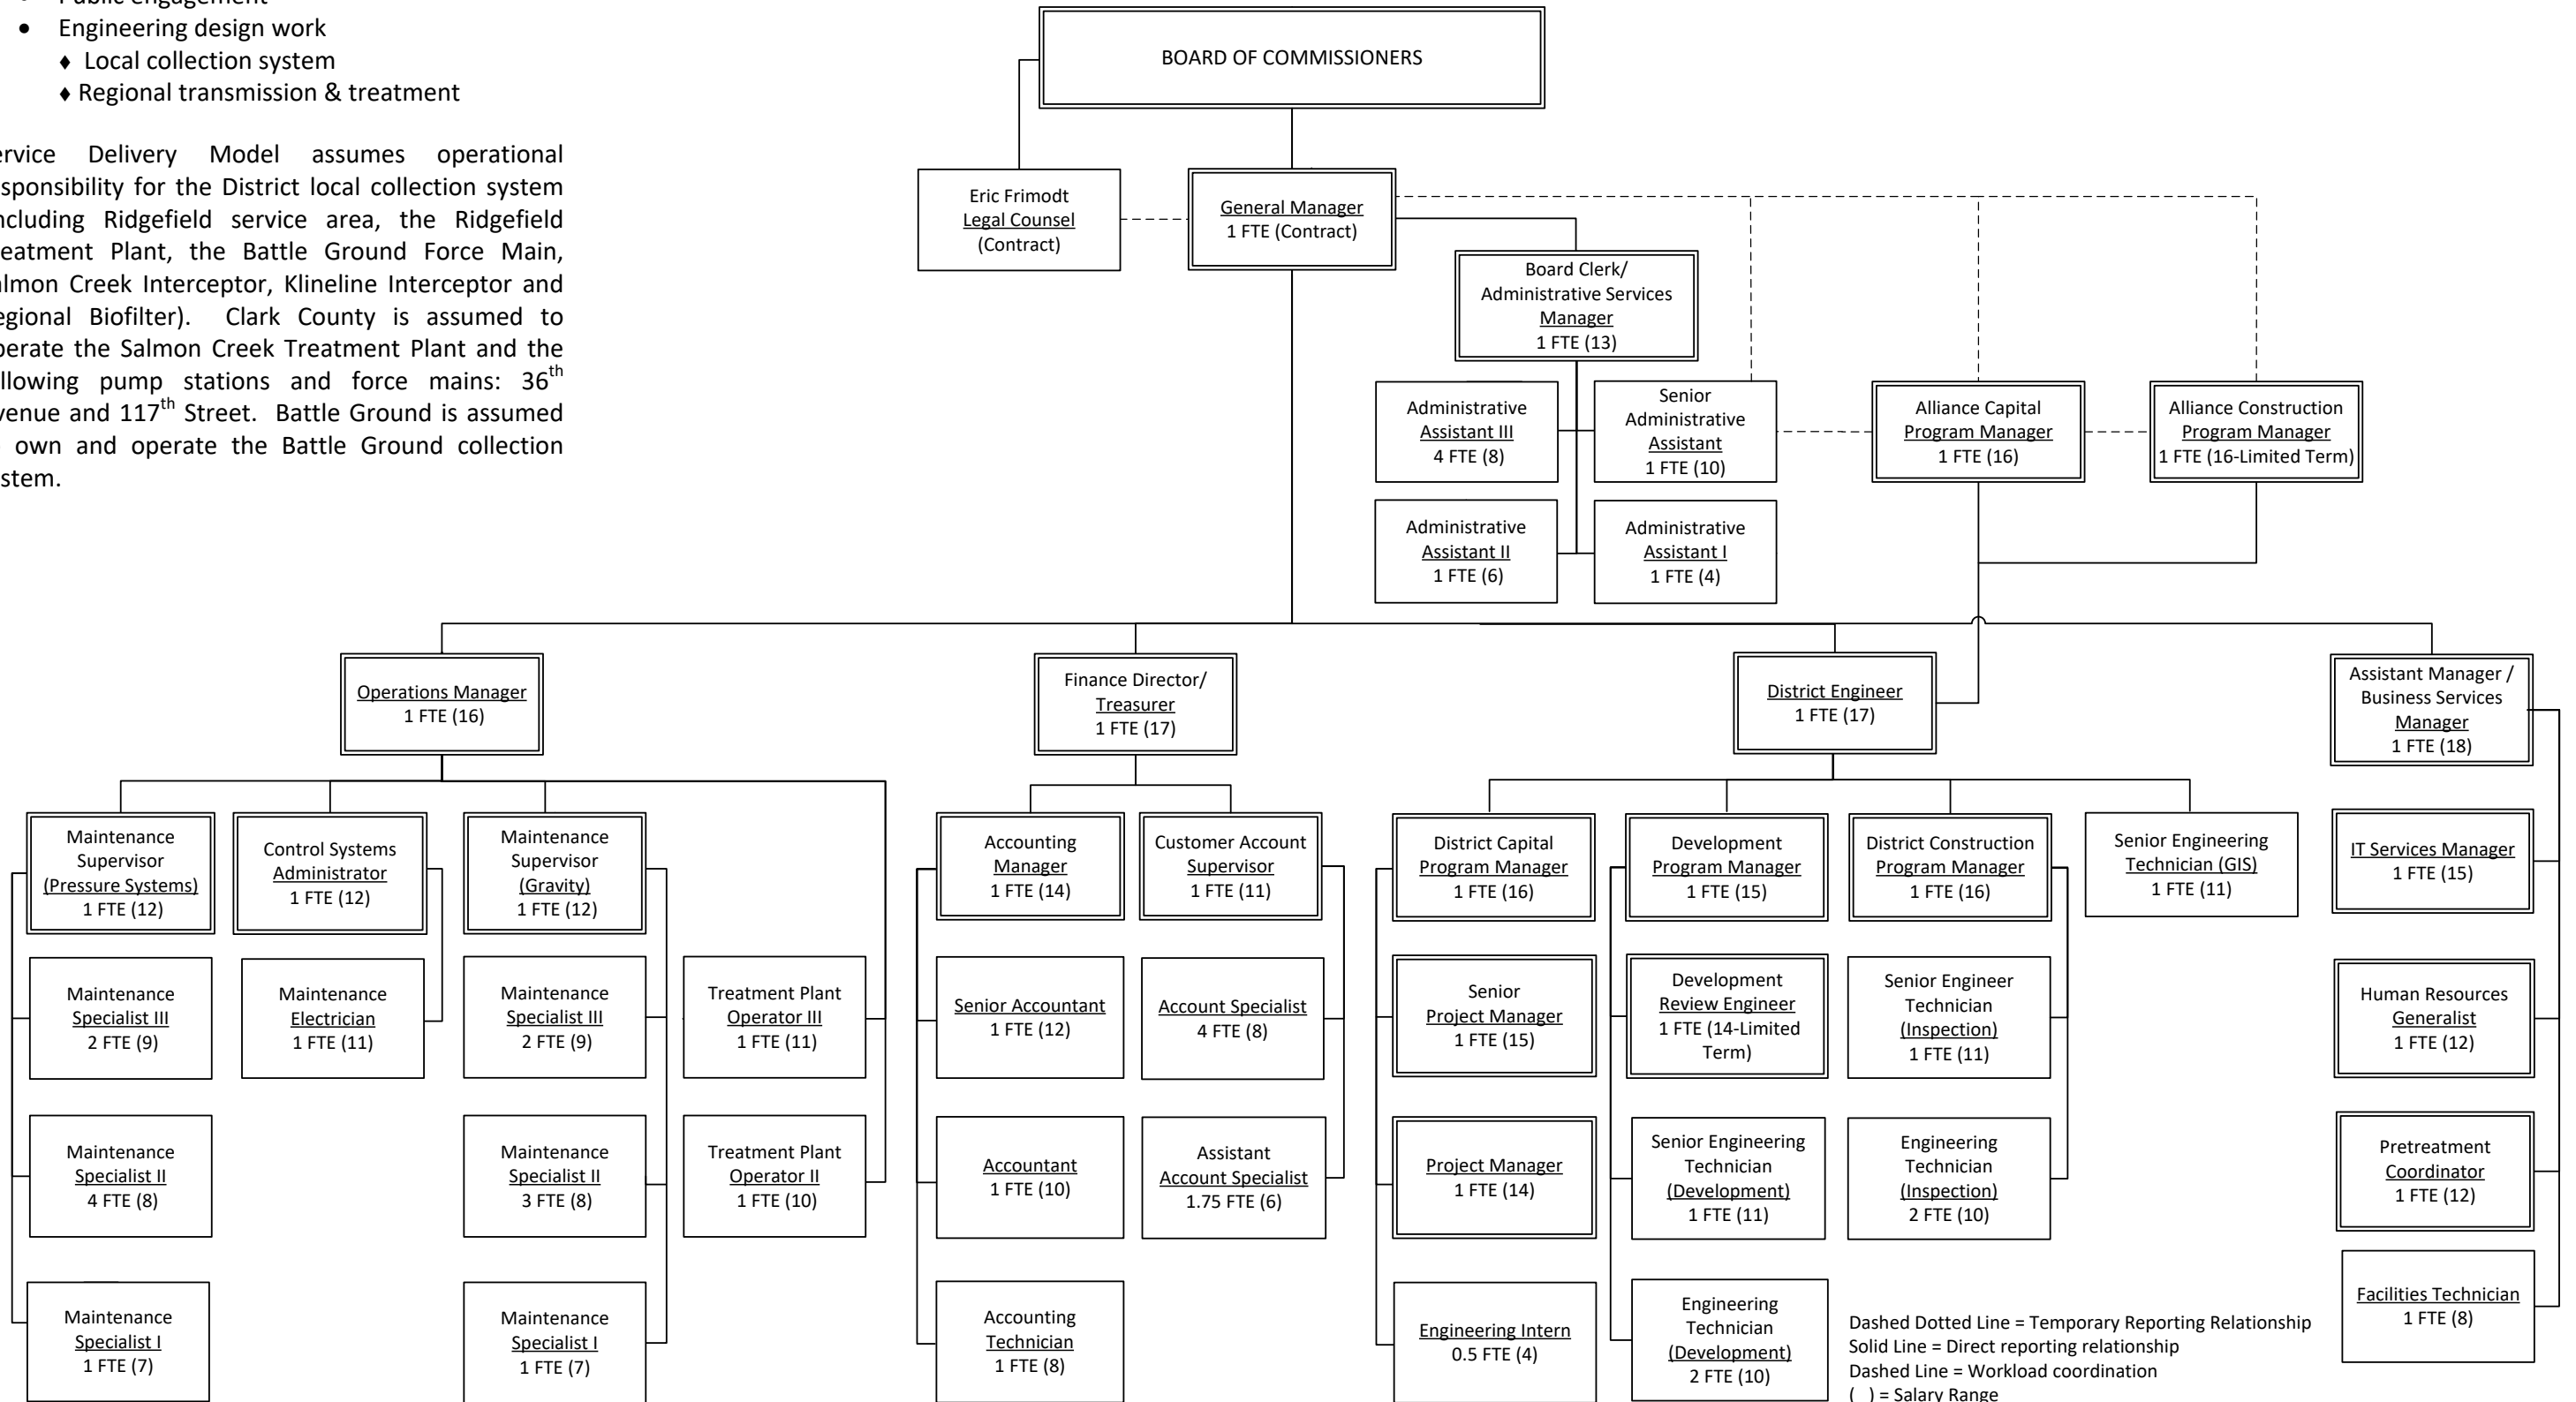 • Engineering design work
♦ Local collection system
♦ Regional transmission & treatment
Delivery Model assumes operational
for the District local collection system
Ridgefield service area, the Ridgefield
Plant, the Battle Ground Force Main,
Creek Interceptor, Klineline Interceptor and
Biofilter). Clark County is assumed to
the Salmon Creek Treatment Plant and the
pump stations and force mains: 36th
and 117th Street. Battle Ground is assumed
own and operate the Battle Ground collection
BOARD OF COMMISSIONERS
Eric Frimodt
Legal Counsel
(Contract)
General Manager
1 FTE (Contract)
Board Clerk/
Administrative Services
Manager
1 FTE (13)
Administrative
Assistant III
4 FTE (8)
Senior
Administrative
Assistant
1 FTE (10)
Alliance Capital
Program Manager
1 FTE (16)
Alliance Construction
Program Manager
1 FTE (16-Limited Term)
Administrative
Assistant II
1 FTE (6)
Administrative
Assistant I
1 FTE (4)
Operations Manager
1 FTE (16)
Finance Director/
Treasurer
1 FTE (17)
District Engineer
1 FTE (17)
Assistant Manager /
Business Services
Manager
1 FTE (18)
Maintenance
Supervisor
(Pressure Systems)
1 FTE (12)
Control Systems
Administrator
1 FTE (12)
Maintenance
Supervisor
(Gravity)
1 FTE (12)
Accounting
Manager
1 FTE (14)
Customer Account
Supervisor
1 FTE (11)
District Capital
Program Manager
1 FTE (16)
Development
Program Manager
1 FTE (15)
District Construction
Program Manager
1 FTE (16)
Senior Engineering
Technician (GIS)
1 FTE (11)
IT Services Manager
1 FTE (15)
Maintenance
Specialist III
2 FTE (9)
Maintenance
Electrician
1 FTE (11)
Maintenance
Specialist III
2 FTE (9)
Treatment Plant
Operator III
1 FTE (11)
Senior Accountant
1 FTE (12)
Account Specialist
4 FTE (8)
Senior
Project Manager
1 FTE (15)
Development
Review Engineer
1 FTE (14-Limited
Term)
Senior Engineer
Technician
(Inspection)
1 FTE (11)
Human Resources
Generalist
1 FTE (12)
Maintenance
Specialist II
4 FTE (8)
Maintenance
Specialist II
3 FTE (8)
Treatment Plant
Operator II
1 FTE (10)
Accountant
1 FTE (10)
Assistant
Account Specialist
1.75 FTE (6)
Project Manager
1 FTE (14)
Senior Engineering
Technician
(Development)
1 FTE (11)
Engineering
Technician
(Inspection)
2 FTE (10)
Pretreatment
Coordinator
1 FTE (12)
Maintenance
Specialist I
1 FTE (7)
Maintenance
Specialist I
1 FTE (7)
Accounting
Technician
1 FTE (8)
Engineering Intern
0.5 FTE (4)
Engineering
Technician
(Development)
2 FTE (10)
Facilities Technician
1 FTE (8)
Dashed Dotted Line = Temporary Reporting Relationship
Solid Line = Direct reporting relationship
Dashed Line = Workload coordination
( ) = Salary Range